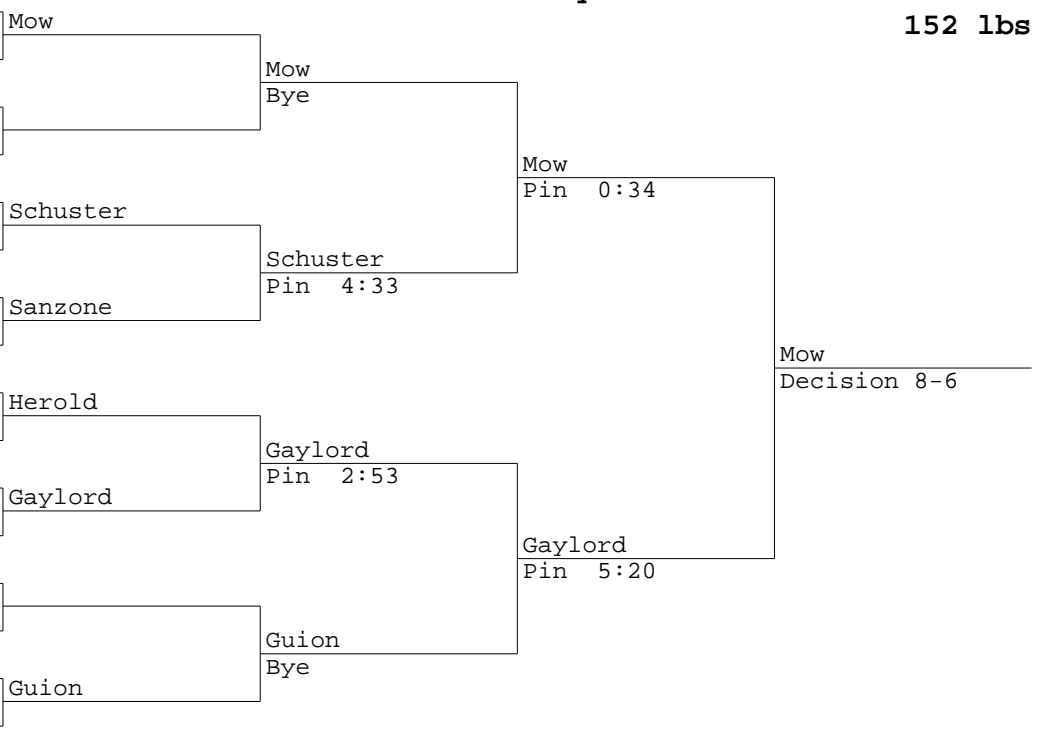 152 lbs
Mow
Mow
Bye
Mow
Pin 0:34
Schuster
Schuster
Pin 4:33
Sanzone
Mow
Decision 8-6
Herold
Gaylord
Pin 2:53
Gaylord
Gaylord
Pin 5:20
Guion
Bye
Guion